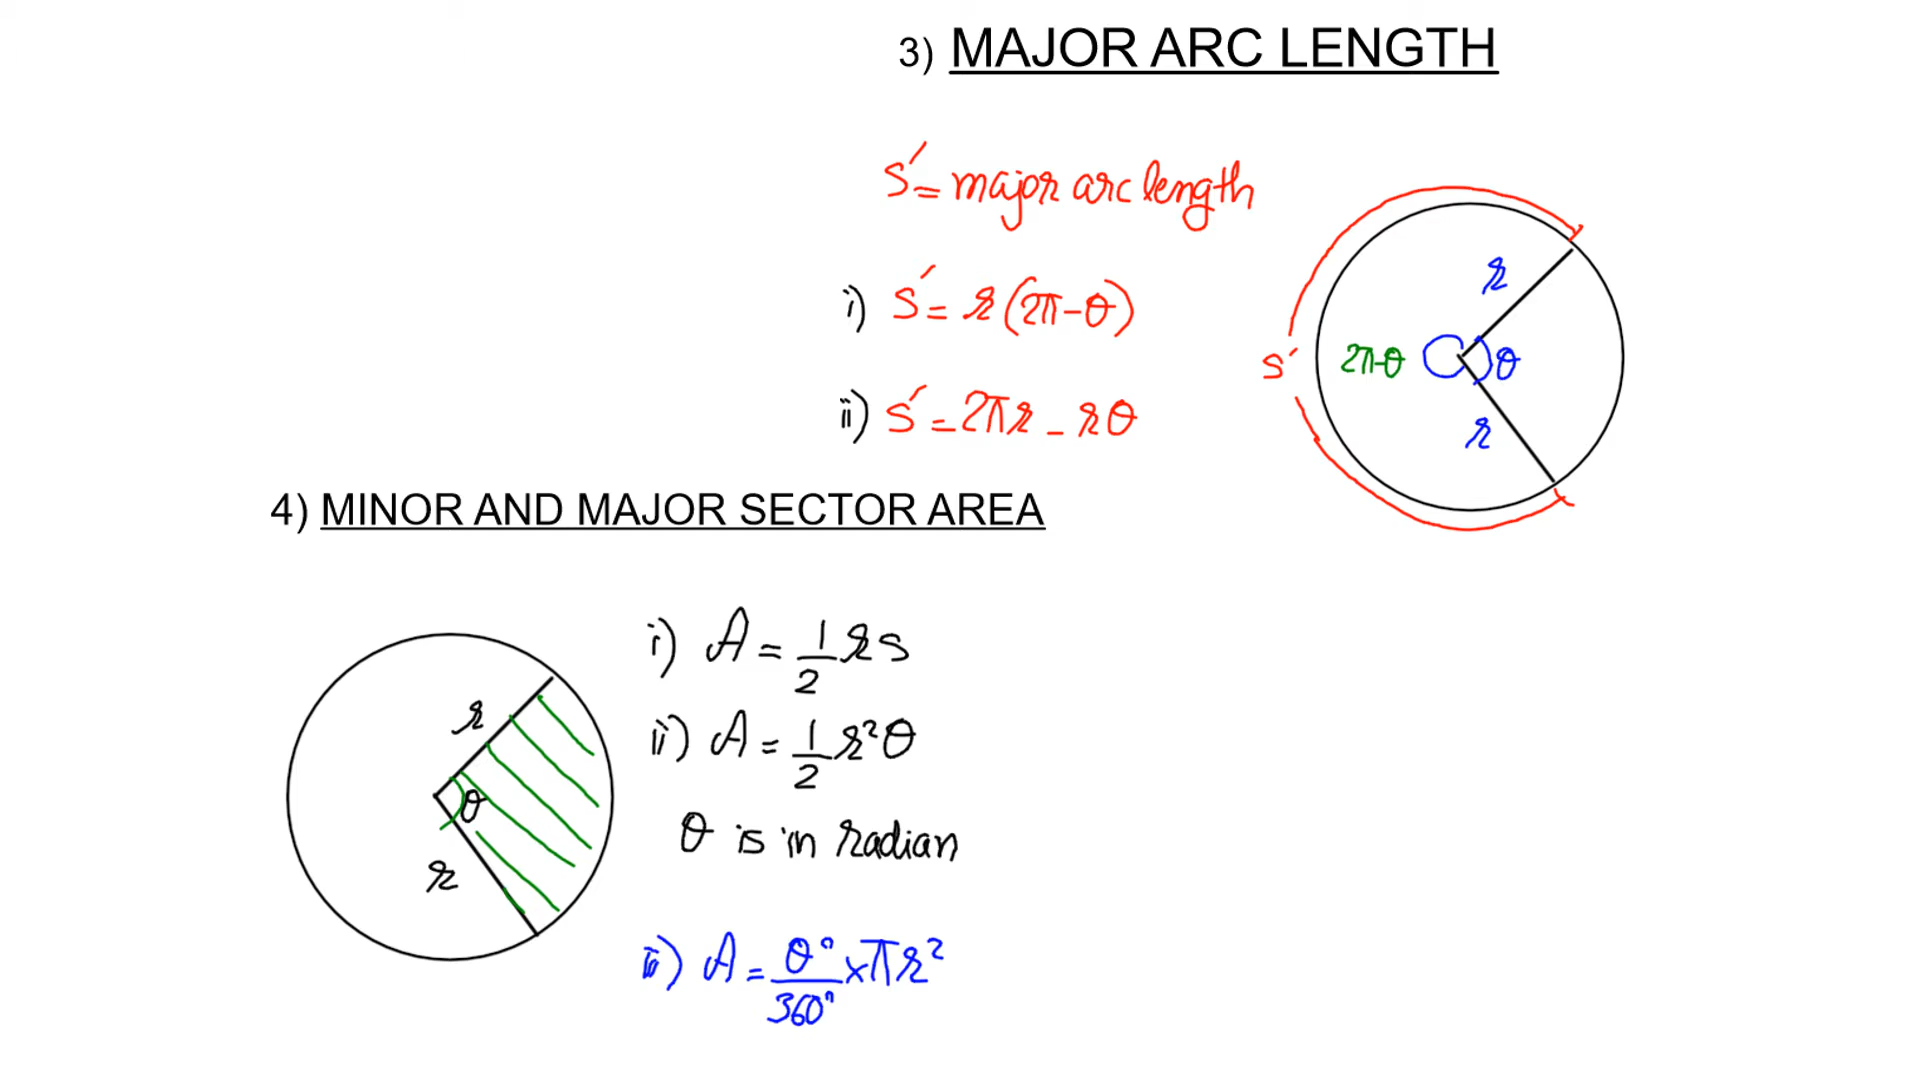 3) MAJOR ARC LENGTH
S′ = major arc length
i) S′ = r(2π-θ)
ii) S′ = 2πr - rθ
r
2π-θ
θ
S′
r
4) MINOR AND MAJOR SECTOR AREA
i) A = 1/2 rs
ii) A = 1/2 r²θ
θ is in radian
iii) A = θ°/360° × πr²
r
θ
r